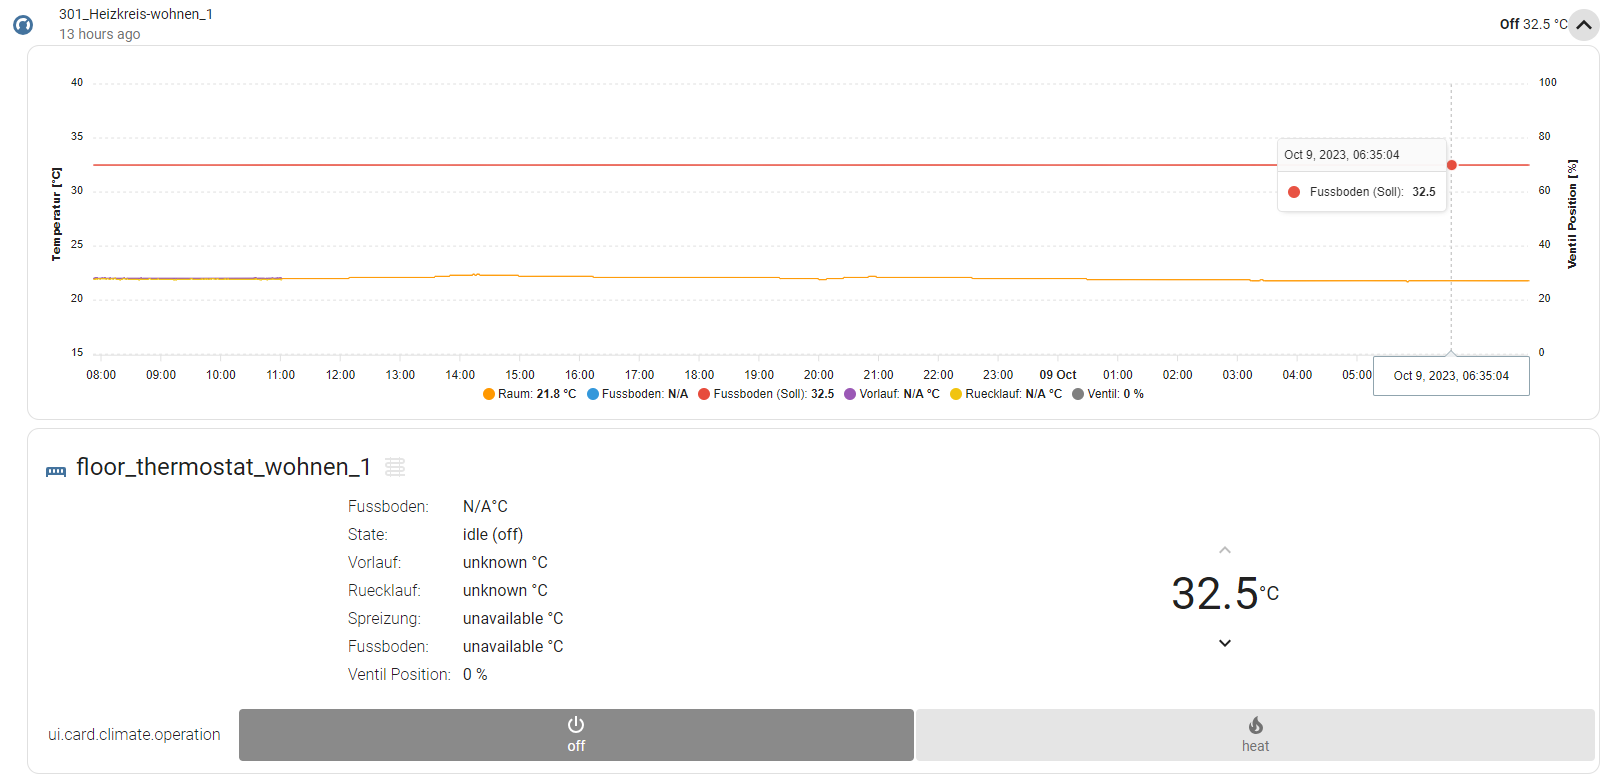 301_Heizkreis-wohnen_1
13 hours ago
Off 32.5 °C
40
35
30
25
20
15
Temperatur [°C]
100
80
60
40
20
0
Ventil Position [%]
Oct 9, 2023, 06:35:04
Fussboden (Soll): 32.5
08:00 09:00 10:00 11:00 12:00 13:00 14:00 15:00 16:00 17:00 18:00 19:00 20:00 21:00 22:00 23:00 09 Oct 01:00 02:00 03:00 04:00 05:00
Oct 9, 2023, 06:35:04
Raum: 21.8 °C Fussboden: N/A Fussboden (Soll): 32.5 Vorlauf: N/A °C Ruecklauf: N/A °C Ventil: 0 %
floor_thermostat_wohnen_1
Fussboden: N/A°C
State: idle (off)
Vorlauf: unknown °C
Ruecklauf: unknown °C
Spreizung: unavailable °C
Fussboden: unavailable °C
Ventil Position: 0 %
32.5°C
ui.card.climate.operation
off
heat